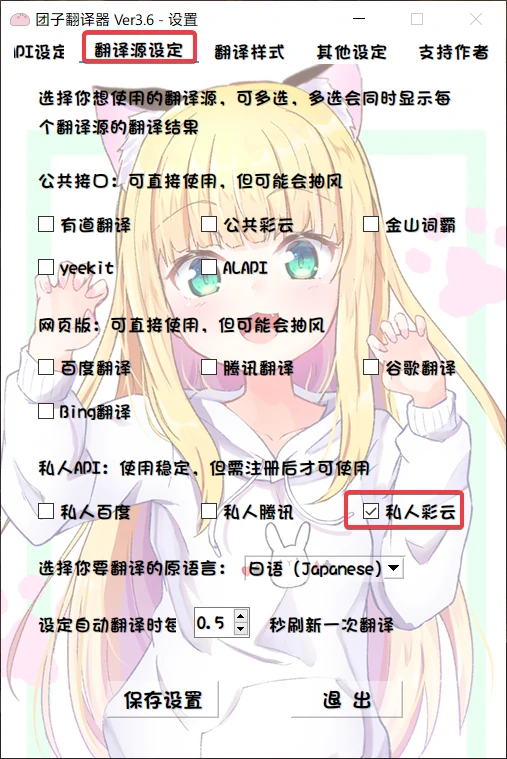 团子翻译器 Ver3.6 - 设置
API设定 翻译源设定 翻译样式 其他设定 支持作者
选择你想使用的翻译源，可多选，多选会同时显示每
个翻译源的翻译结果
公共接口：可直接使用，但可能会抽风
有道翻译 公共彩云 金山词霸
yeekit ALAPI
网页版：可直接使用，但可能会抽风
百度翻译 腾讯翻译 谷歌翻译
Bing翻译
私人API：使用稳定，但需注册后才可使用
私人百度 私人腾讯 私人彩云
选择你要翻译的原语言： 日语 (Japanese)
设定自动翻译时每 0.5 秒刷新一次翻译
保存设置 退 出